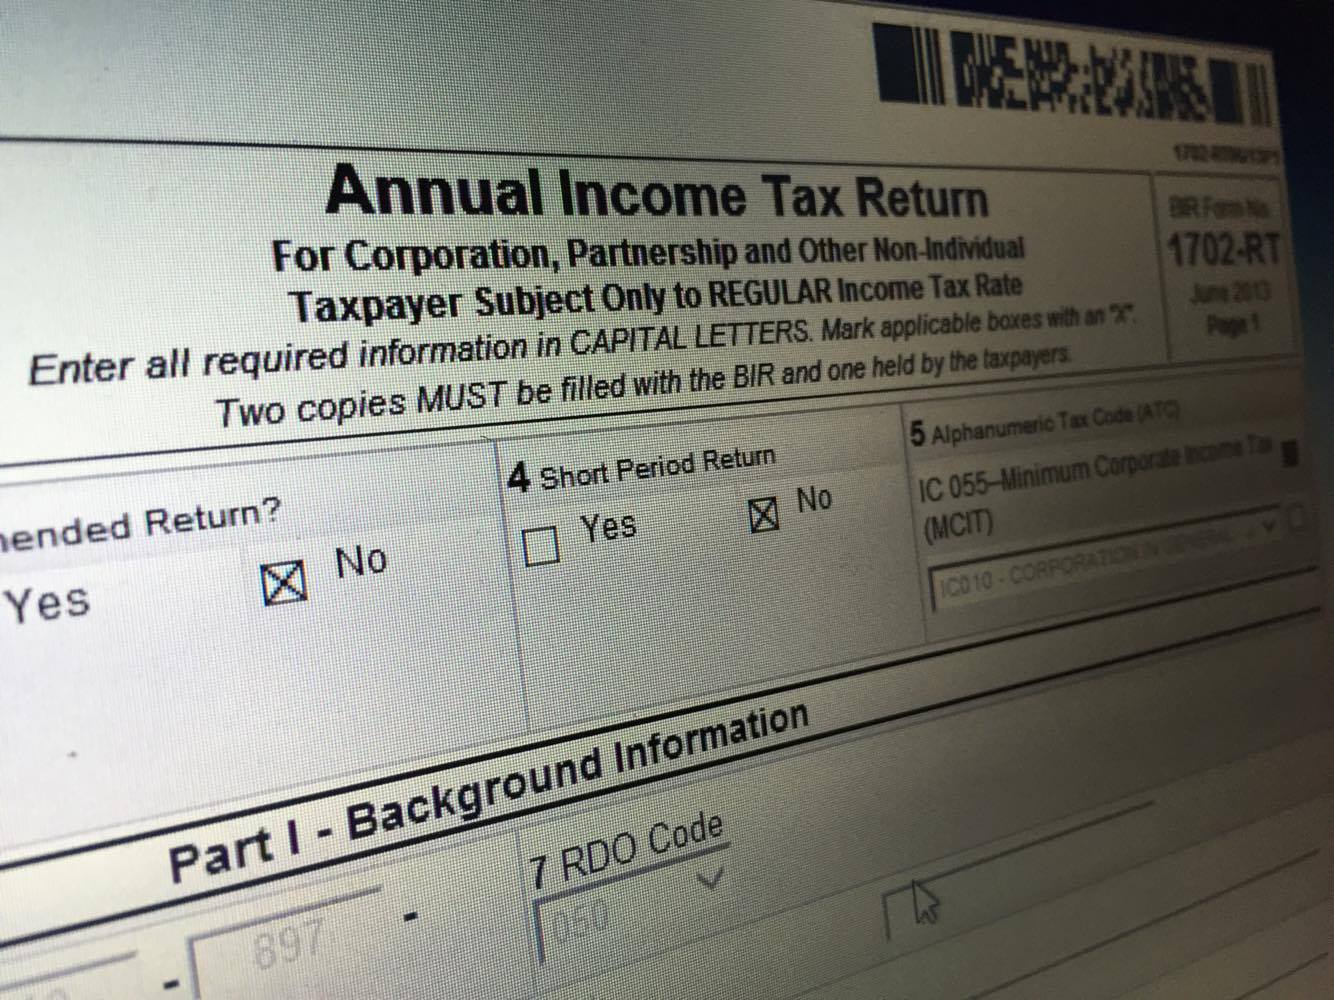 1702-RT06/13P1
Annual Income Tax Return
For Corporation, Partnership and Other Non-Individual
Taxpayer Subject Only to REGULAR Income Tax Rate
Enter all required information in CAPITAL LETTERS. Mark applicable boxes with an "X".
Two copies MUST be filled with the BIR and one held by the taxpayers.
BIR Form No.
1702-RT
June 2013
Page 1
ended Return?
Yes
No
4 Short Period Return
Yes
No
5 Alphanumeric Tax Code (ATC)
IC 055–Minimum Corporate Income Tax
(MCIT)
IC010 - CORPORATION IN GENERAL
Part I - Background Information
- 897 -
7 RDO Code
050